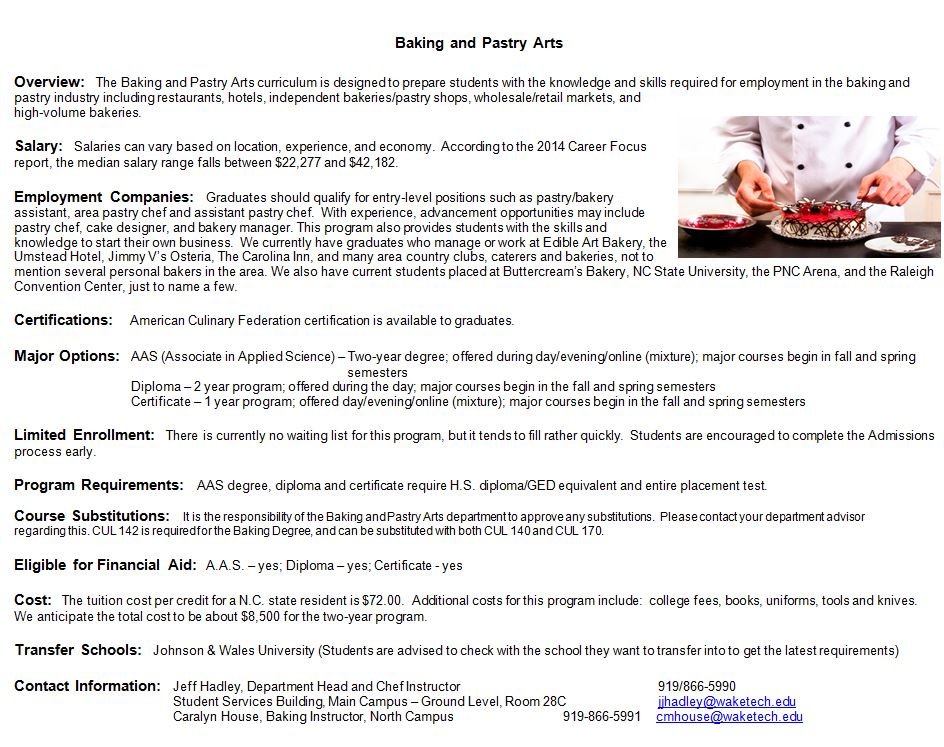 Baking and Pastry Arts
Overview: The Baking and Pastry Arts curriculum is designed to prepare students with the knowledge and skills required for employment in the baking and
pastry industry including restaurants, hotels, independent bakeries/pastry shops, wholesale/retail markets, and
high-volume bakeries.
Salary: Salaries can vary based on location, experience, and economy. According to the 2014 Career Focus
report, the median salary range falls between $22,277 and $42,182.
Employment Companies: Graduates should qualify for entry-level positions such as pastry/bakery
assistant, area pastry chef and assistant pastry chef. With experience, advancement opportunities may include
pastry chef, cake designer, and bakery manager. This program also provides students with the skills and
knowledge to start their own business. We currently have graduates who manage or work at Edible Art Bakery, the
Umstead Hotel, Jimmy V's Osteria, The Carolina Inn, and many area country clubs, caterers and bakeries, not to
mention several personal bakers in the area. We also have current students placed at Buttercream's Bakery, NC State University, the PNC Arena, and the Raleigh
Convention Center, just to name a few.
Certifications: American Culinary Federation certification is available to graduates.
Major Options: AAS (Associate in Applied Science) – Two-year degree; offered during day/evening/online (mixture); major courses begin in fall and spring
semesters
Diploma – 2 year program; offered during the day; major courses begin in the fall and spring semesters
Certificate – 1 year program; offered day/evening/online (mixture); major courses begin in the fall and spring semesters
Limited Enrollment: There is currently no waiting list for this program, but it tends to fill rather quickly. Students are encouraged to complete the Admissions
process early.
Program Requirements: AAS degree, diploma and certificate require H.S. diploma/GED equivalent and entire placement test.
Course Substitutions: It is the responsibility of the Baking and Pastry Arts department to approve any substitutions. Please contact your department advisor
regarding this. CUL 142 is required for the Baking Degree, and can be substituted with both CUL 140 and CUL 170.
Eligible for Financial Aid: A.A.S. – yes; Diploma – yes; Certificate - yes
Cost: The tuition cost per credit for a N.C. state resident is $72.00. Additional costs for this program include: college fees, books, uniforms, tools and knives.
We anticipate the total cost to be about $8,500 for the two-year program.
Transfer Schools: Johnson & Wales University (Students are advised to check with the school they want to transfer into to get the latest requirements)
Contact Information: Jeff Hadley, Department Head and Chef Instructor 919/866-5990
Student Services Building, Main Campus – Ground Level, Room 28C jjhadley@waketech.edu
Caralyn House, Baking Instructor, North Campus 919-866-5991 cmhouse@waketech.edu